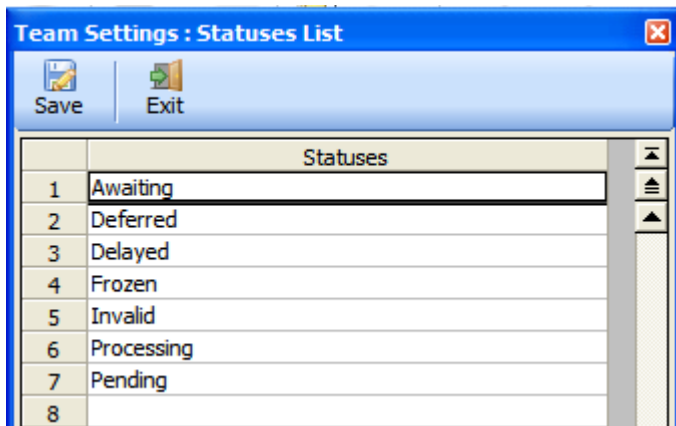 Team Settings : Statuses List
Save Exit
Statuses
1 Awaiting
2 Deferred
3 Delayed
4 Frozen
5 Invalid
6 Processing
7 Pending
8